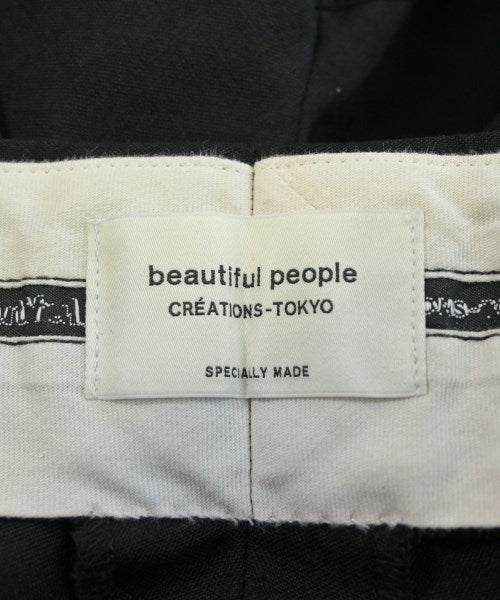 beautiful people
CRÉATIONS-TOKYO
SPECIALLY MADE